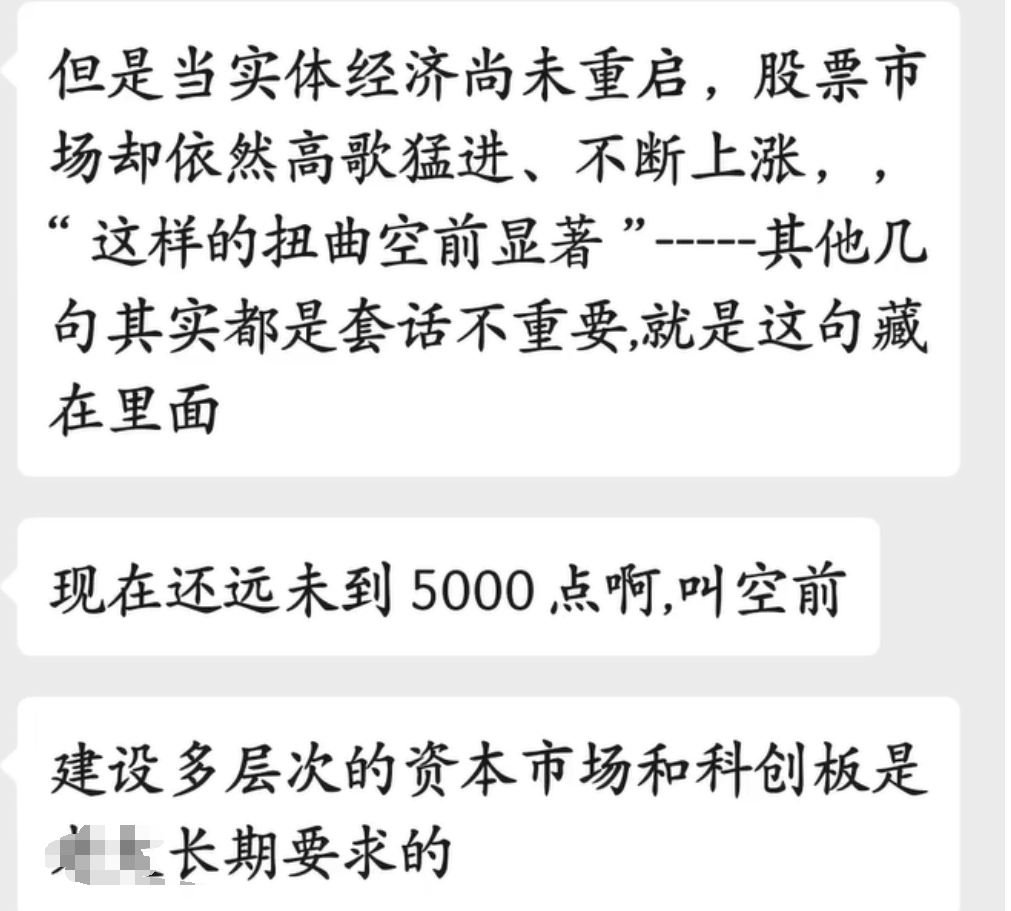 但是当实体经济尚未重启，股票市
场却依然高歌猛进、不断上涨，，
“这样的扭曲空前显著”-----其他几
句其实都是套话不重要,就是这句藏
在里面
现在还远未到5000点啊,叫空前
建设多层次的资本市场和科创板是
长期要求的